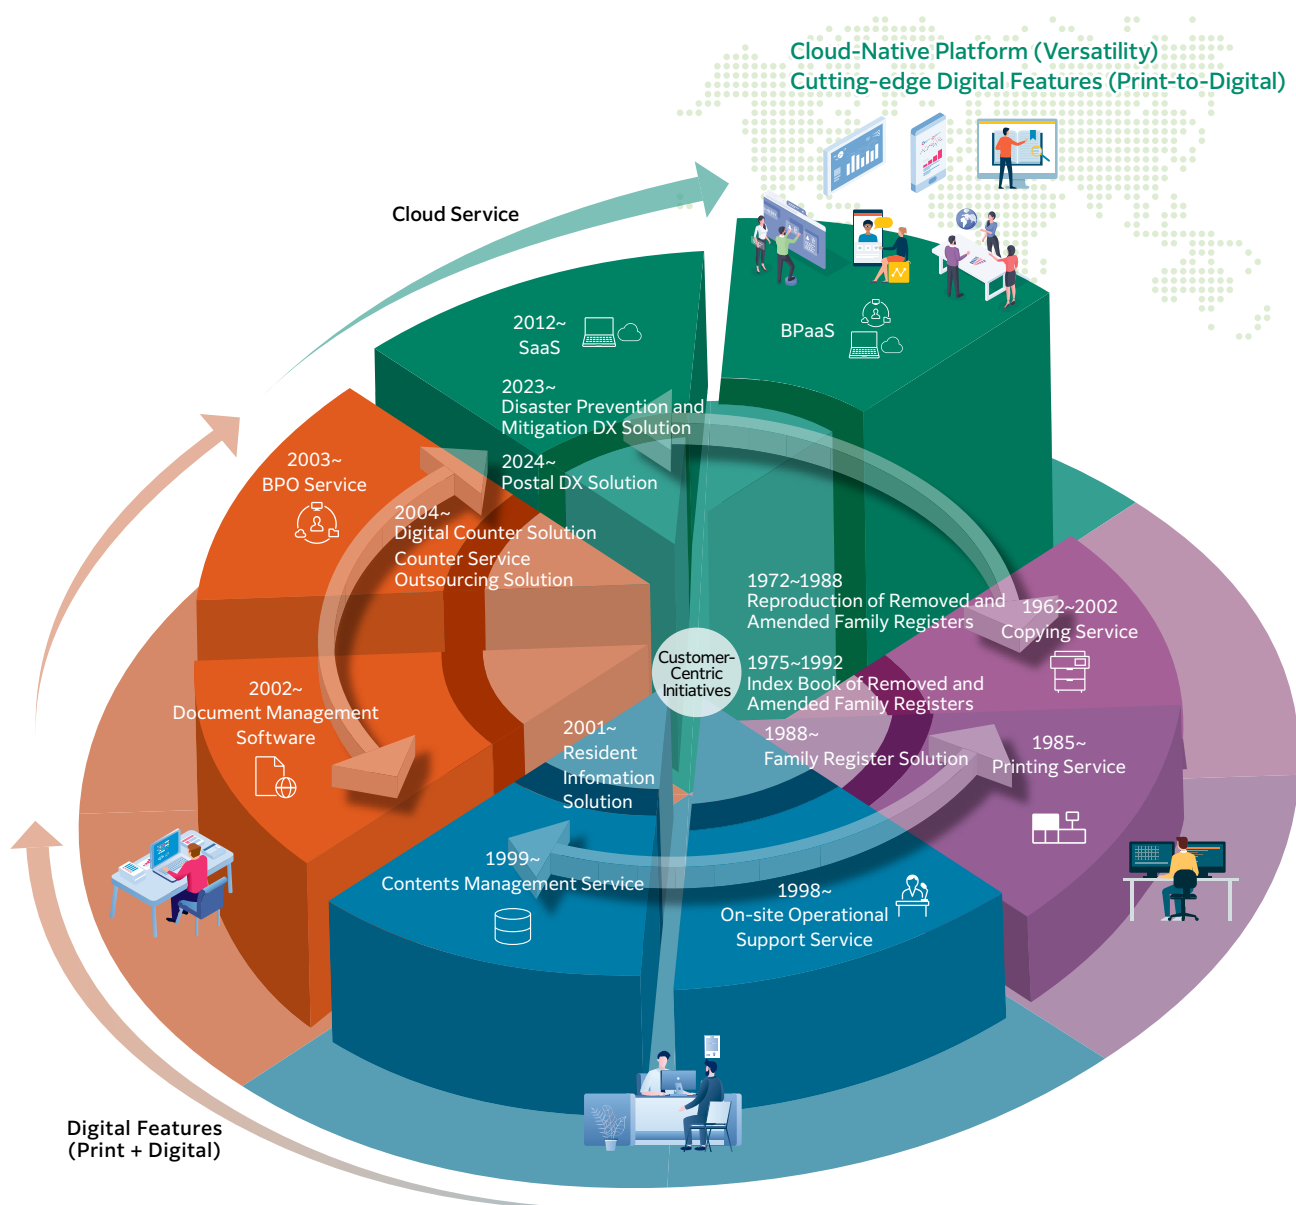 Cloud-Native Platform (Versatility)
Cutting-edge Digital Features (Print-to-Digital)
Cloud Service
2012~
SaaS
BPaaS
2023~
Disaster Prevention and
Mitigation DX Solution
2024~
Postal DX Solution
2003~
BPO Service
2004~
Digital Counter Solution
Counter Service
Outsourcing Solution
1972~1988
Reproduction of Removed and
Amended Family Registers
1962~2002
Copying Service
Customer-
Centric
Initiatives
1975~1992
Index Book of Removed and
Amended Family Registers
2002~
Document Management
Software
2001~
Resident
Infomation
Solution
1988~
Family Register Solution
1985~
Printing Service
1999~
Contents Management Service
1998~
On-site Operational
Support Service
Digital Features
(Print + Digital)